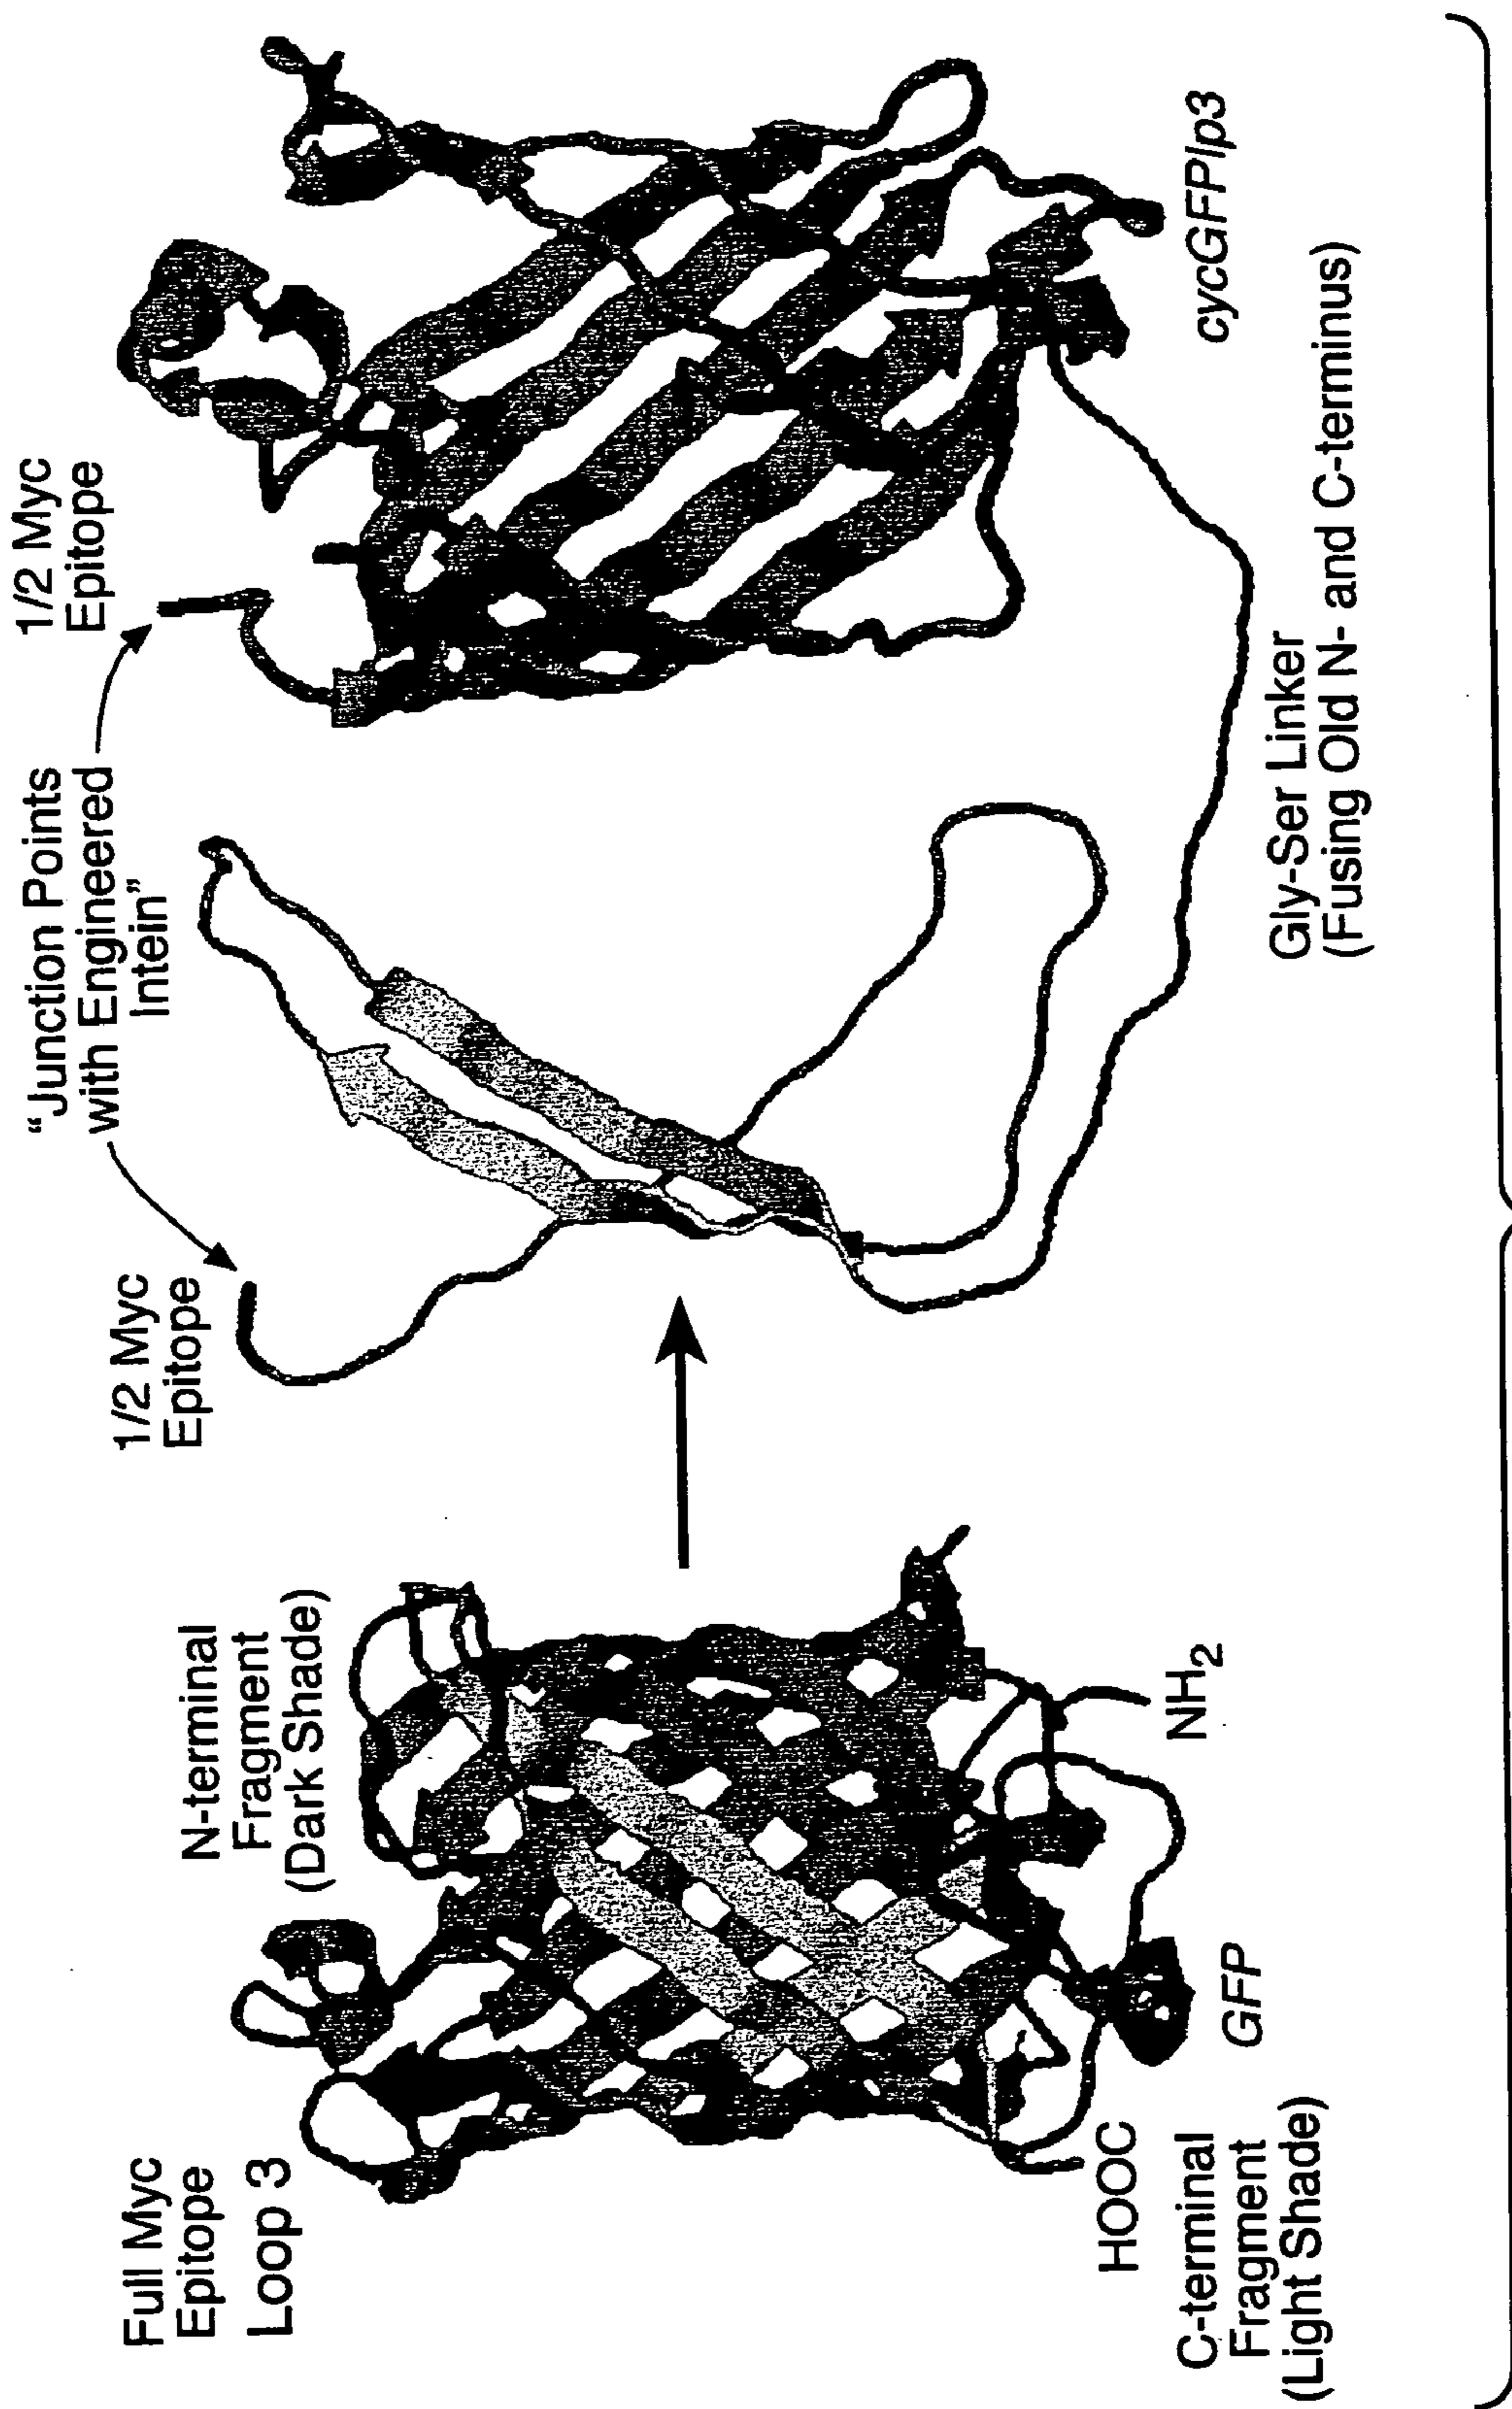 Full Myc
Epitope
Loop 3
N-terminal
Fragment
(Dark Shade)
HOOC
NH2
C-terminal
Fragment
(Light Shade)
GFP
1/2 Myc
Epitope
“Junction Points
with Engineered
Intein”
1/2 Myc
Epitope
Gly-Ser Linker
(Fusing Old N- and C-terminus)
cycGFPlp3